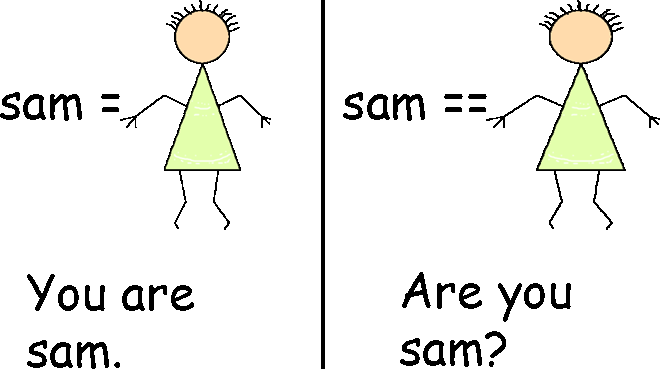 sam =
You are
sam.
sam ==
Are you
sam?